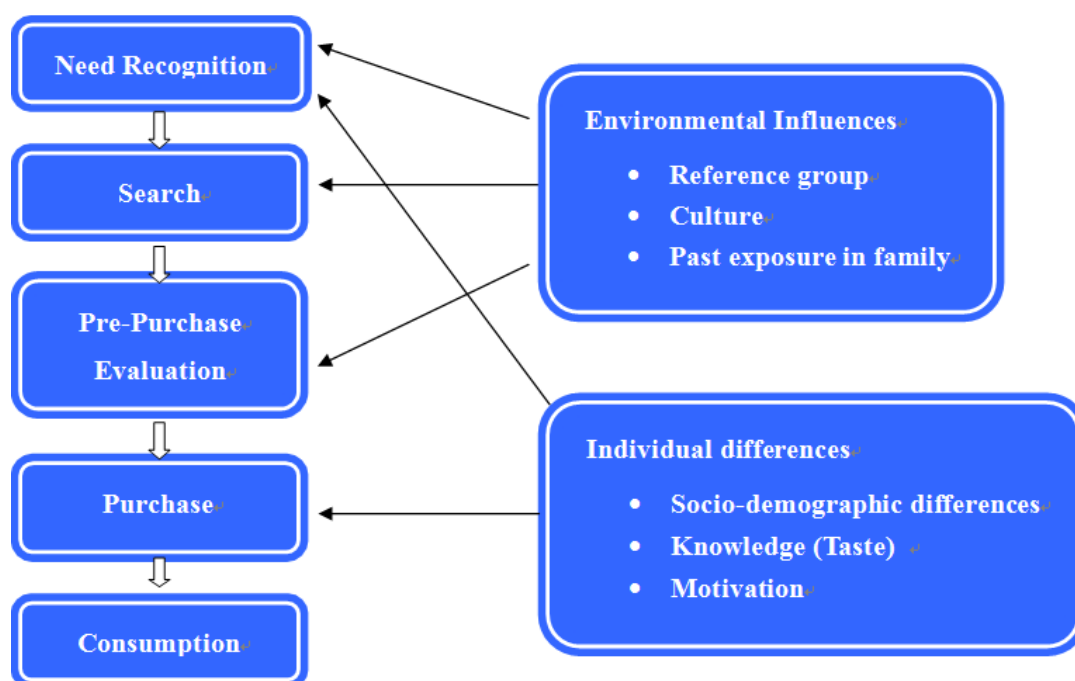 Need Recognition
Search
Pre-Purchase
Evaluation
Purchase
Consumption
Environmental Influences
• Reference group
• Culture
• Past exposure in family
Individual differences
• Socio-demographic differences
• Knowledge (Taste)
• Motivation